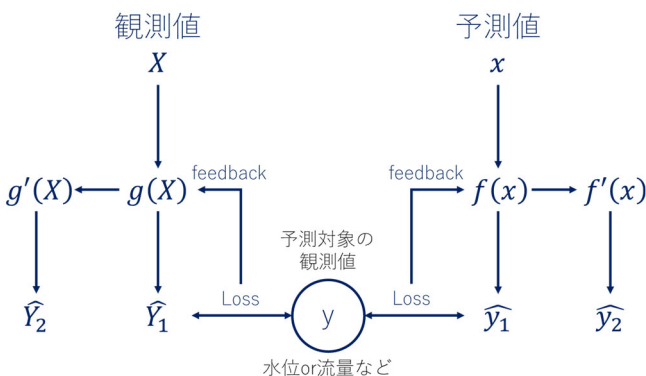 観測値
予測値
X
x
feedback
feedback
g′(X)
g(X)
f(x)
f′(x)
予測対象の
観測値
Ŷ₂
Ŷ₁
Loss
y
Loss
ŷ₁
ŷ₂
水位or流量など